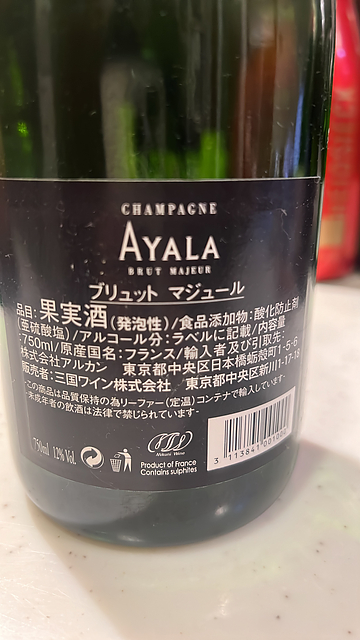 CHAMPAGNE
AYALA
BRUT MAJEUR
ブリュット マジュール
品目:果実酒(発泡性)/食品添加物:酸化防止剤
(亜硫酸塩)/アルコール分:ラベルに記載/内容量
:750ml/原産国名:フランス/輸入者及び引取先:
株式会社アルカン 東京都中央区日本橋蛎殻町1-5-6
販売者:三国ワイン株式会社 東京都中央区新川1-17-18
-この商品は品質保持の為リーファー(定温)コンテナで輸入しています-
-未成年者の飲酒は法律で禁じられています-
750ml 12% Vol.
Mikuni Wine
Product of France
Contains sulphites